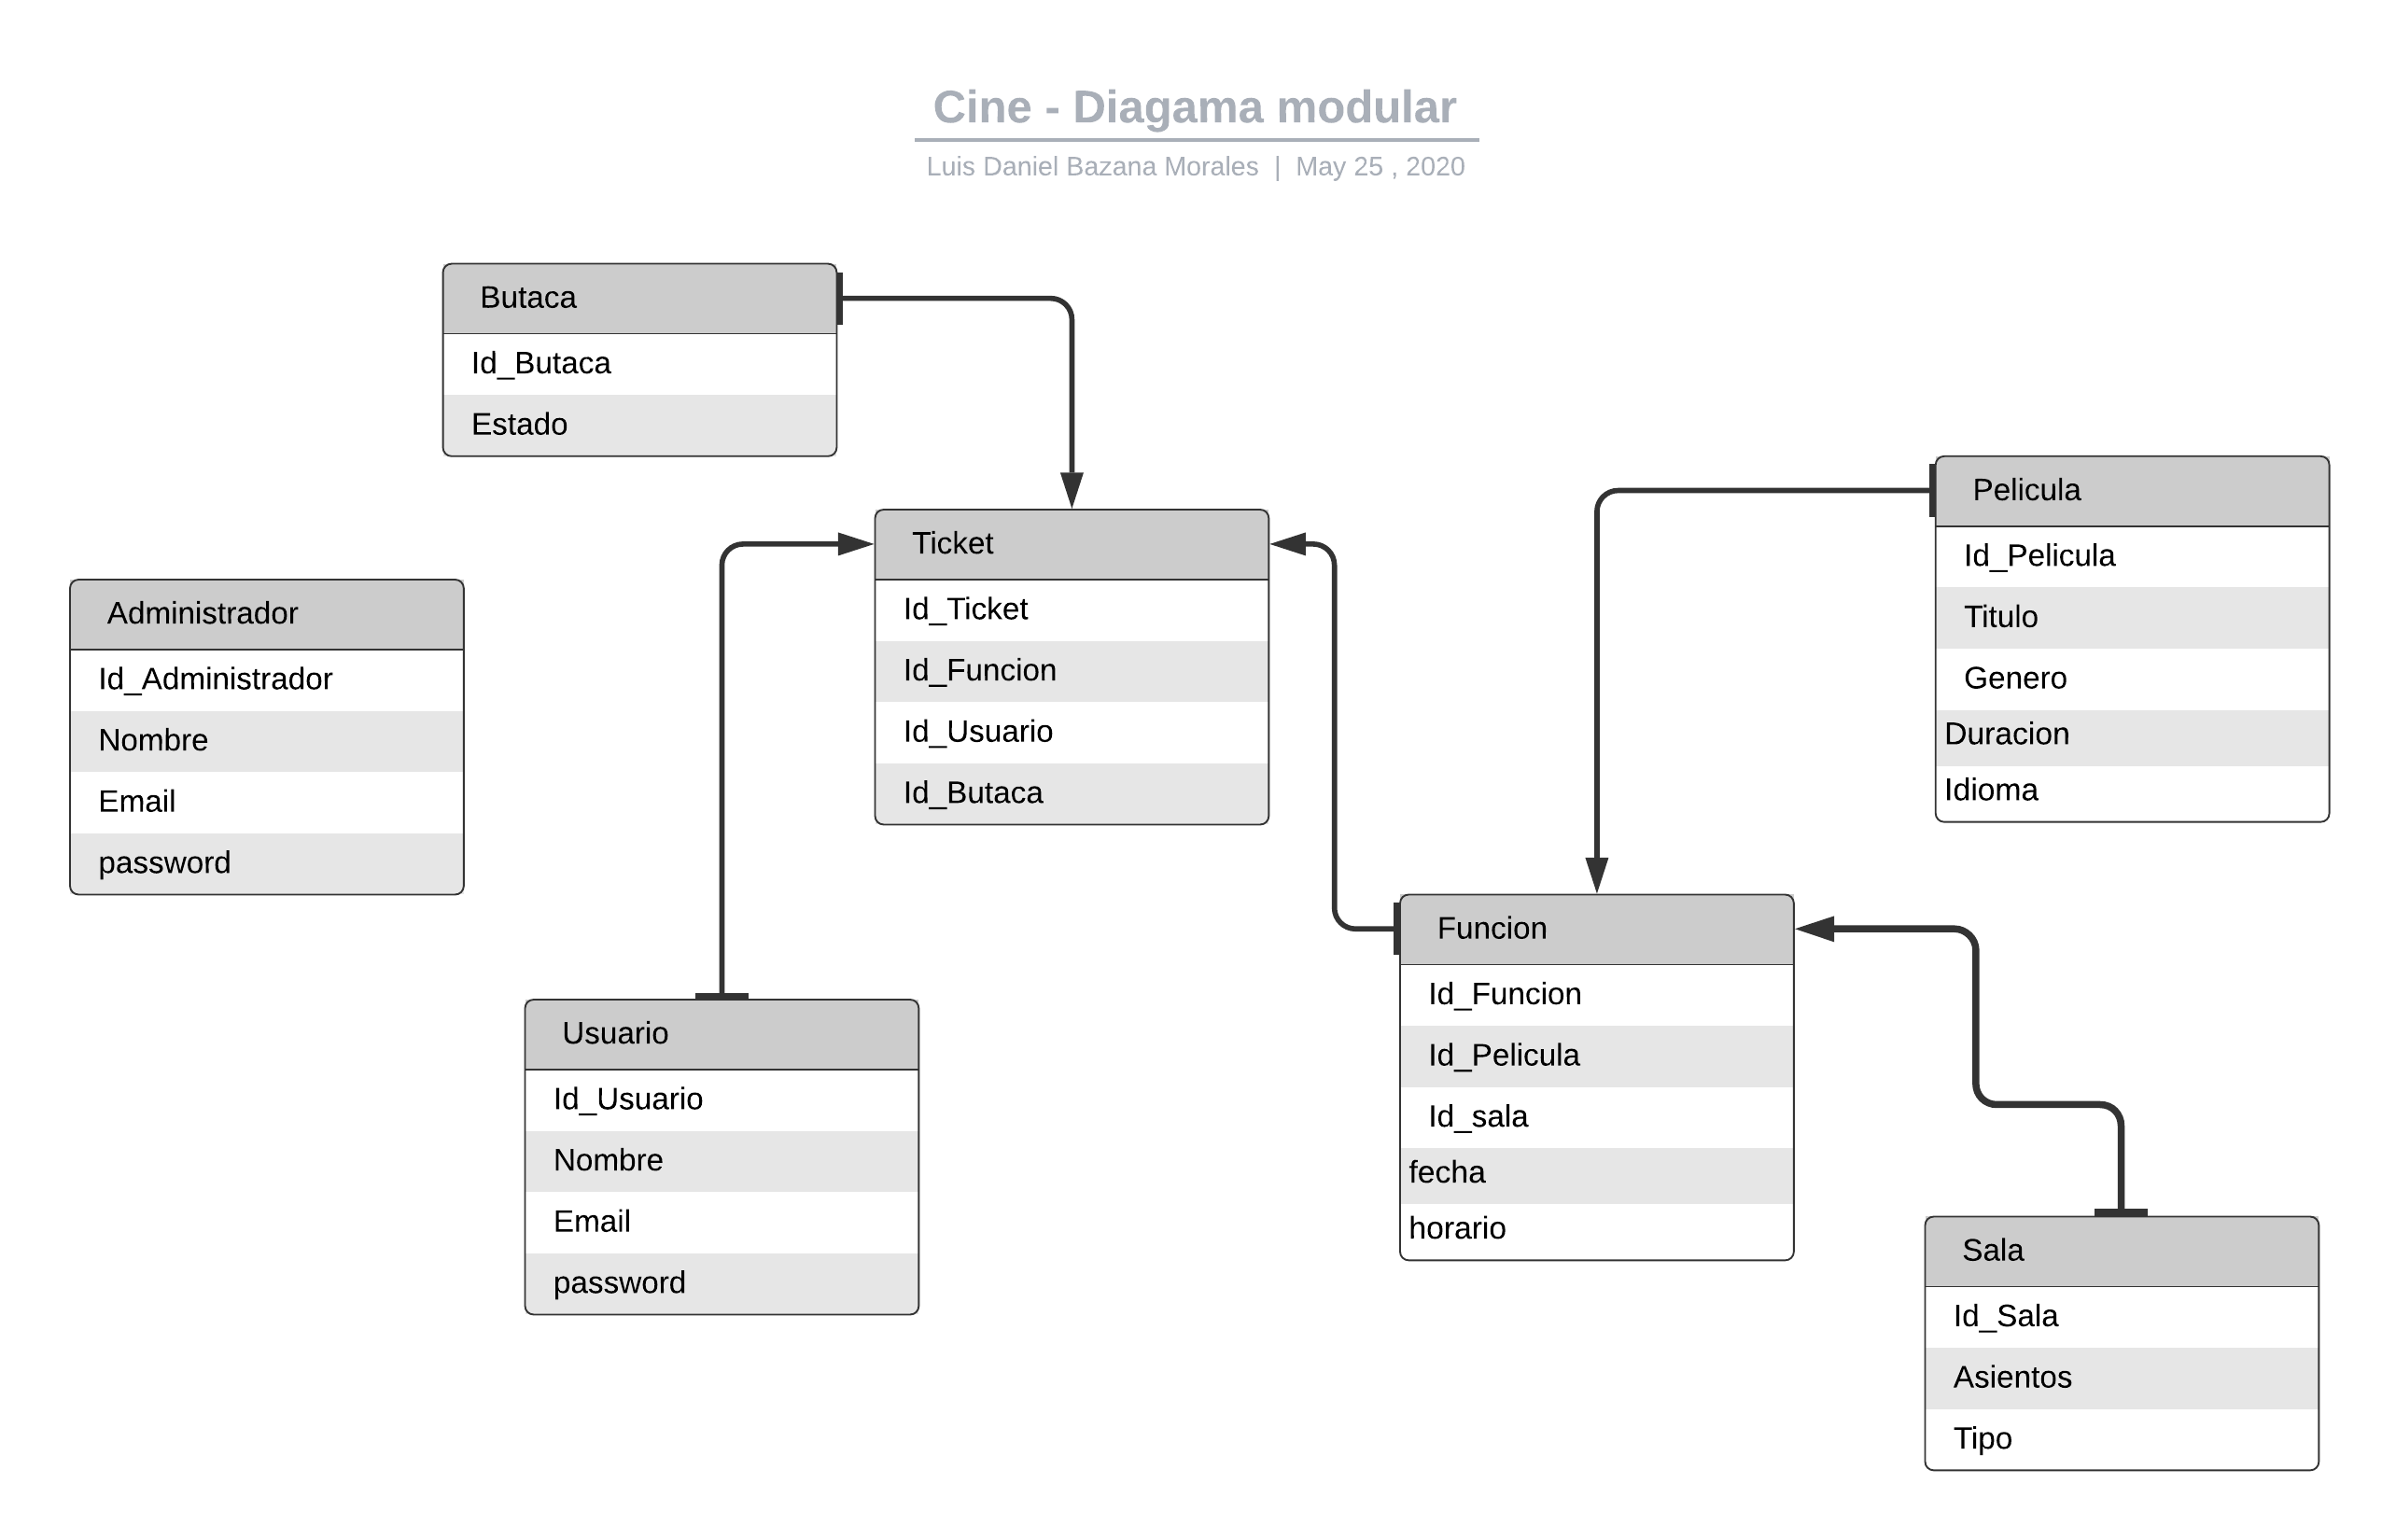 Cine - Diagama modular
Luis Daniel Bazana Morales | May 25 , 2020
Butaca
Id_Butaca
Estado
Ticket
Id_Ticket
Id_Funcion
Id_Usuario
Id_Butaca
Pelicula
Id_Pelicula
Titulo
Genero
Duracion
Idioma
Administrador
Id_Administrador
Nombre
Email
password
Funcion
Id_Funcion
Id_Pelicula
Id_sala
fecha
horario
Usuario
Id_Usuario
Nombre
Email
password
Sala
Id_Sala
Asientos
Tipo